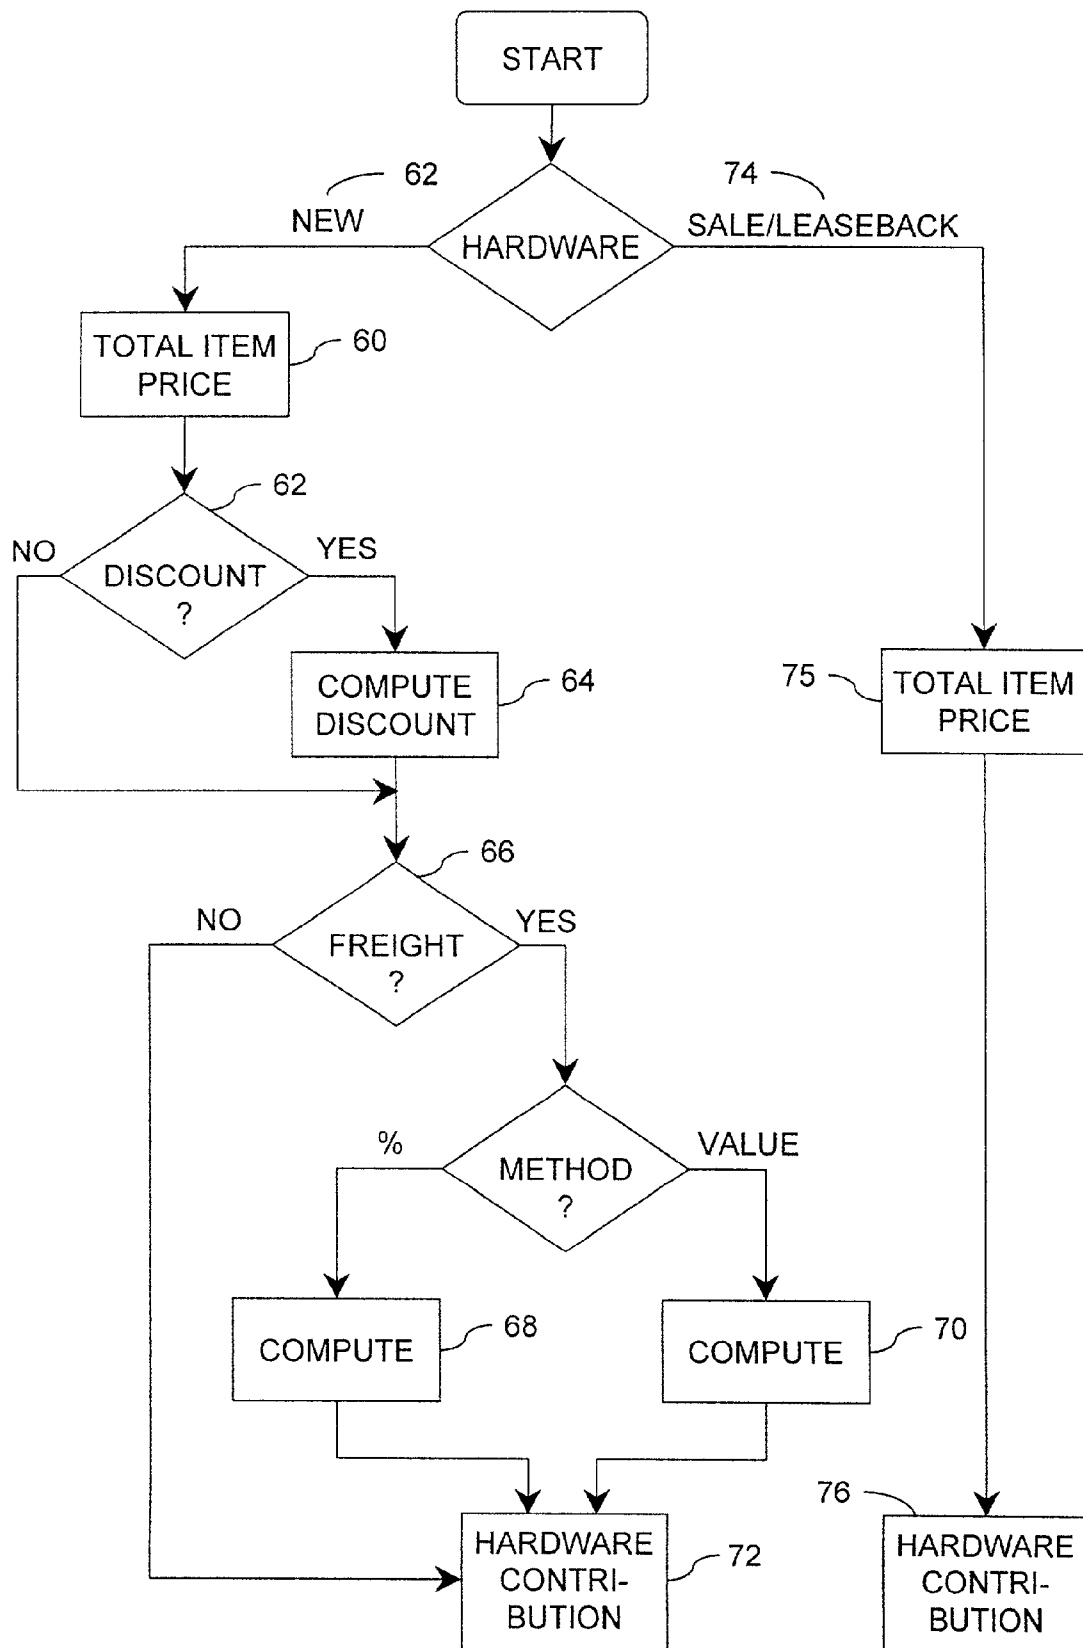 START
62
74
NEW
SALE/LEASEBACK
HARDWARE
TOTAL ITEM
PRICE
60
62
NO
YES
DISCOUNT
?
COMPUTE
DISCOUNT
64
75
TOTAL ITEM
PRICE
66
NO
YES
FREIGHT
?
%
VALUE
METHOD
?
COMPUTE
68
COMPUTE
70
HARDWARE
CONTRI-
BUTION
72
76
HARDWARE
CONTRI-
BUTION